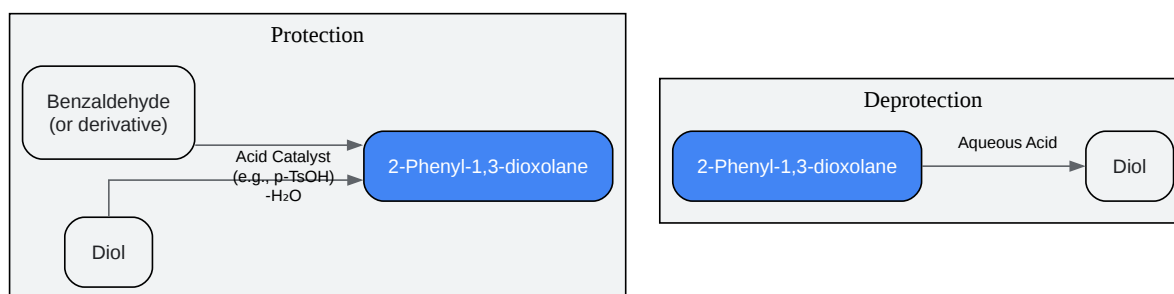 Protection
Benzaldehyde
(or derivative)
Acid Catalyst
(e.g., p-TsOH)
-H₂O
2-Phenyl-1,3-dioxolane
Diol
Deprotection
2-Phenyl-1,3-dioxolane
Aqueous Acid
Diol